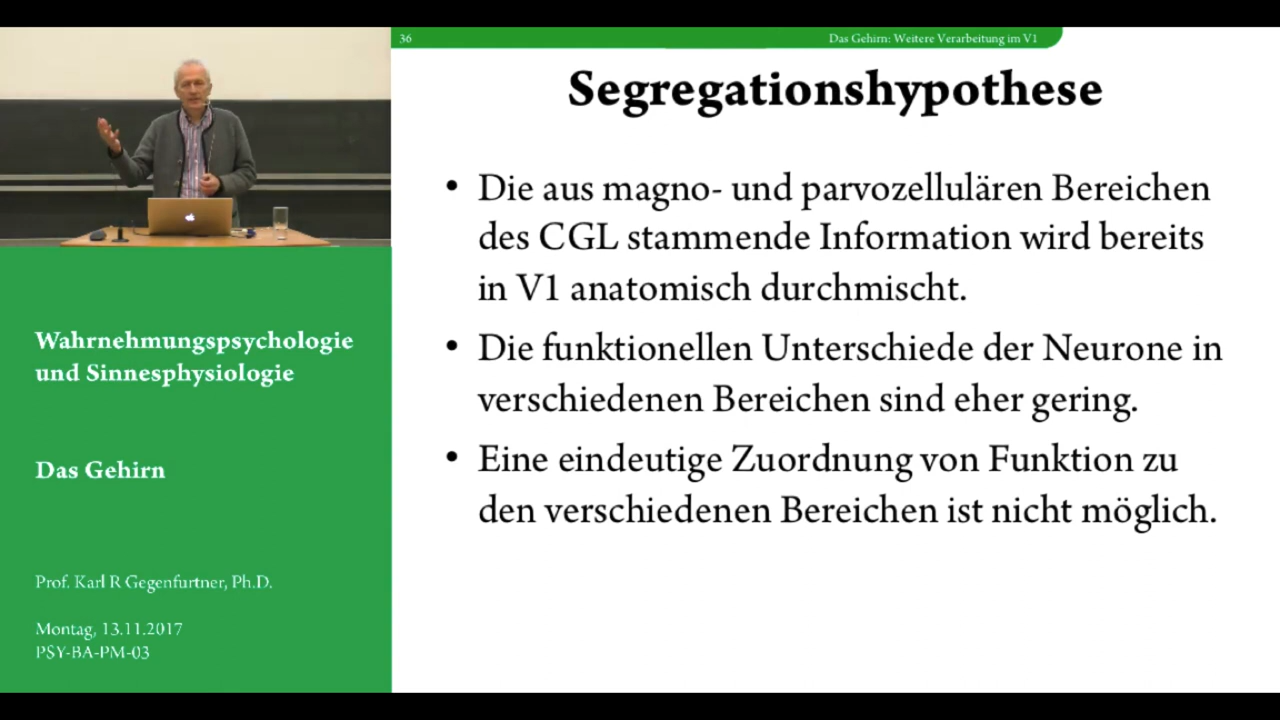 36
Das Gehirn: Weitere Verarbeitung im V1
Segregationshypothese
• Die aus magno- und parvozellulären Bereichen
des CGL stammende Information wird bereits
in V1 anatomisch durchmischt.
• Die funktionellen Unterschiede der Neurone in
verschiedenen Bereichen sind eher gering.
• Eine eindeutige Zuordnung von Funktion zu
den verschiedenen Bereichen ist nicht möglich.
Wahrnehmungspsychologie
und Sinnesphysiologie
Das Gehirn
Prof. Karl R Gegenfurtner, Ph.D.
Montag, 13.11.2017
PSY-BA-PM-03